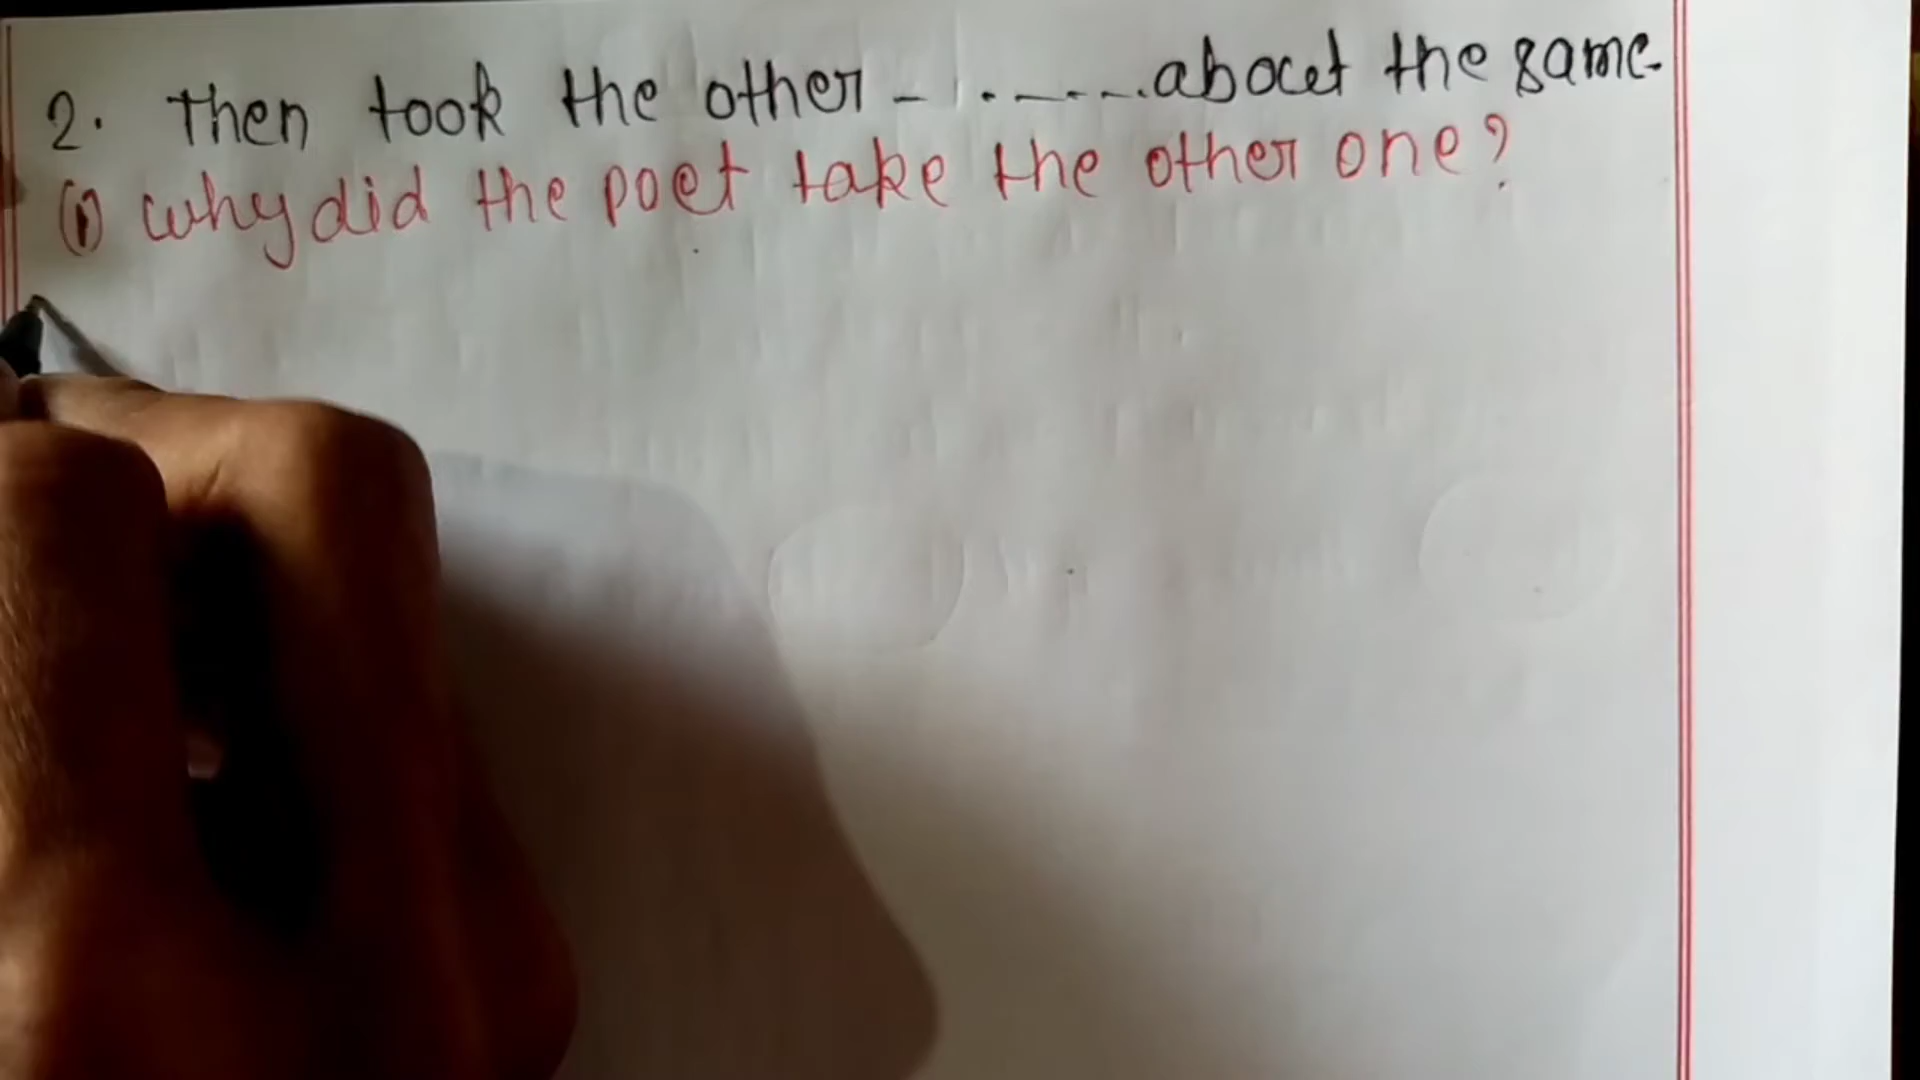 2. Then took the other - . - - . - . . about the same.
(i) Why did the poet take the other one?